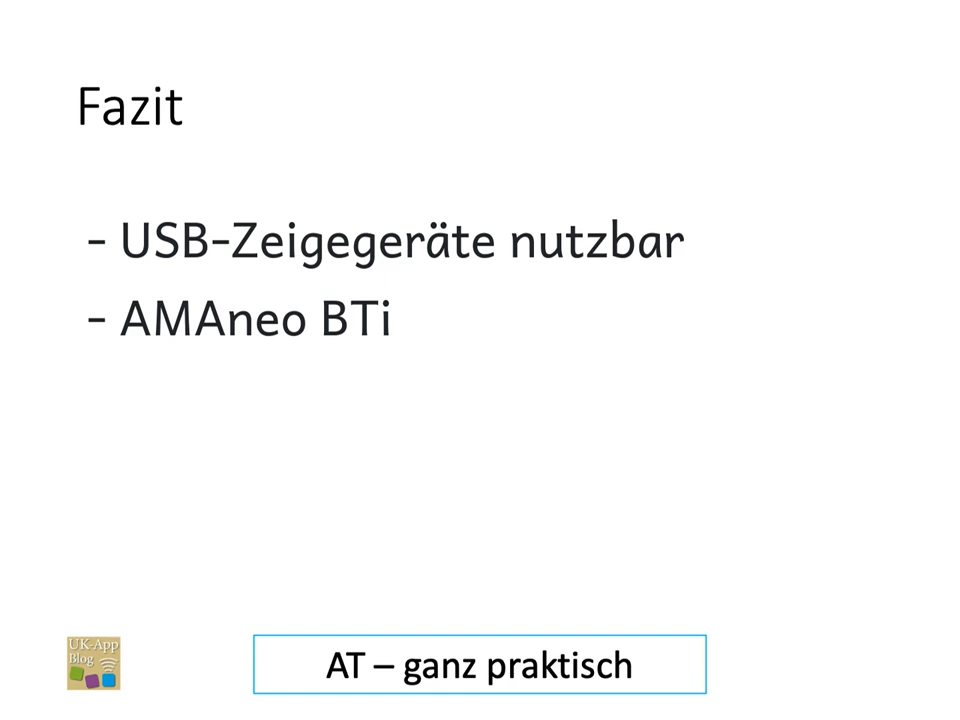 Fazit
- USB-Zeigegeräte nutzbar
- AMAneo BTi
UK-App
Blog
AT – ganz praktisch